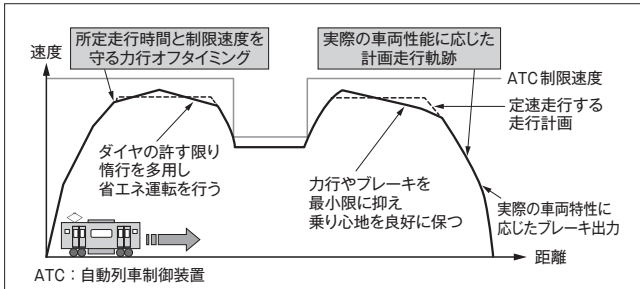 所定走行時間と制限速度を
守る力行オフタイミング
実際の車両性能に応じた
計画走行軌跡
速度
ATC制限速度
定速走行する
走行計画
ダイヤの許す限り
惰行を多用し
省エネ運転を行う
力行やブレーキを
最小限に抑え
乗り心地を良好に保つ
実際の車両特性に
応じたブレーキ出力
距離
ATC：自動列車制御装置